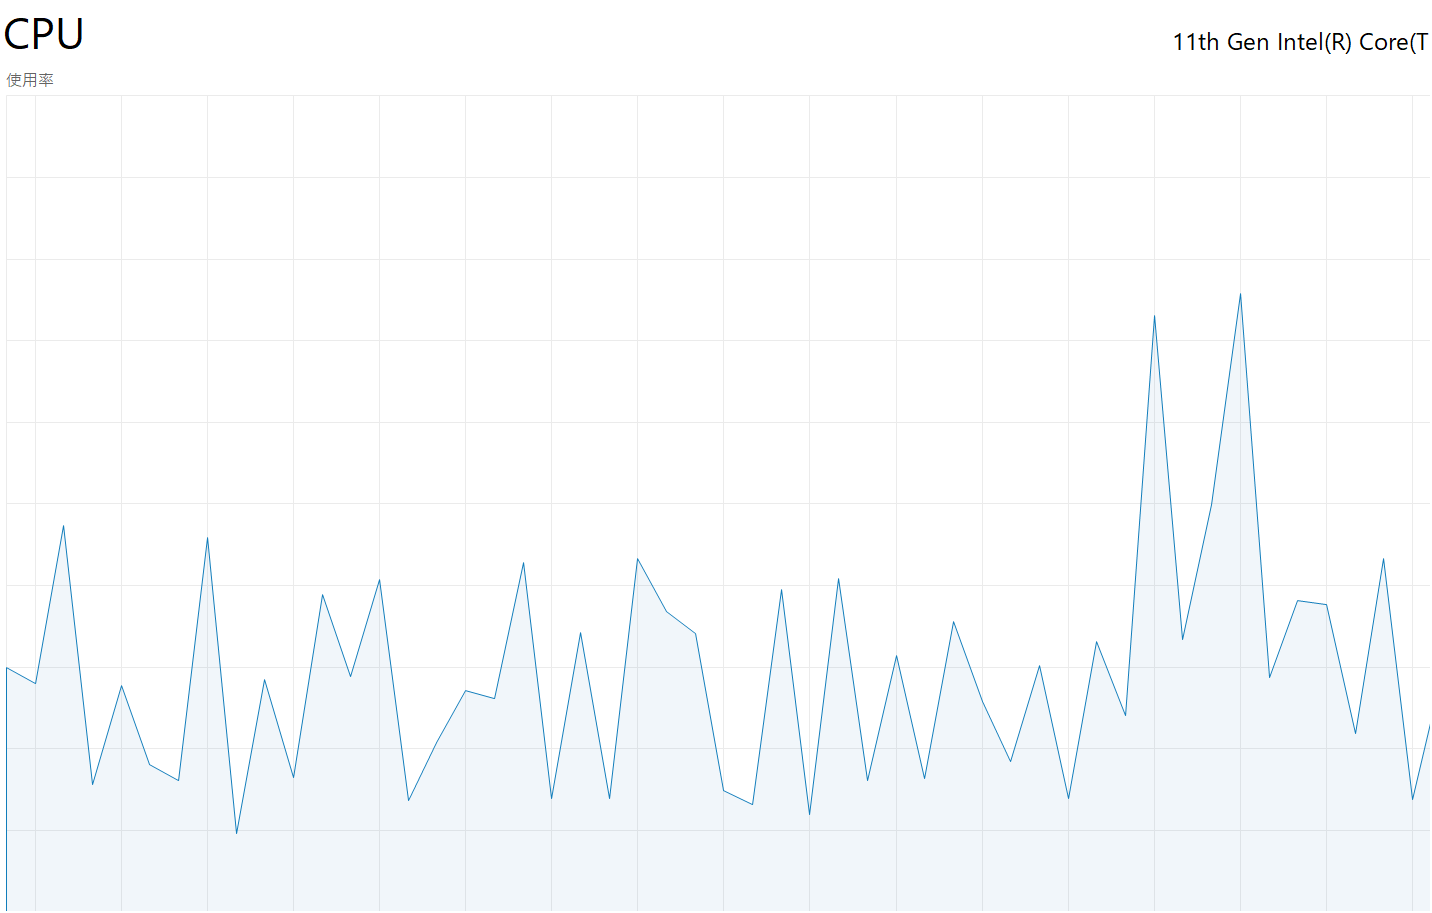 CPU
11th Gen Intel(R) Core(T
使用率